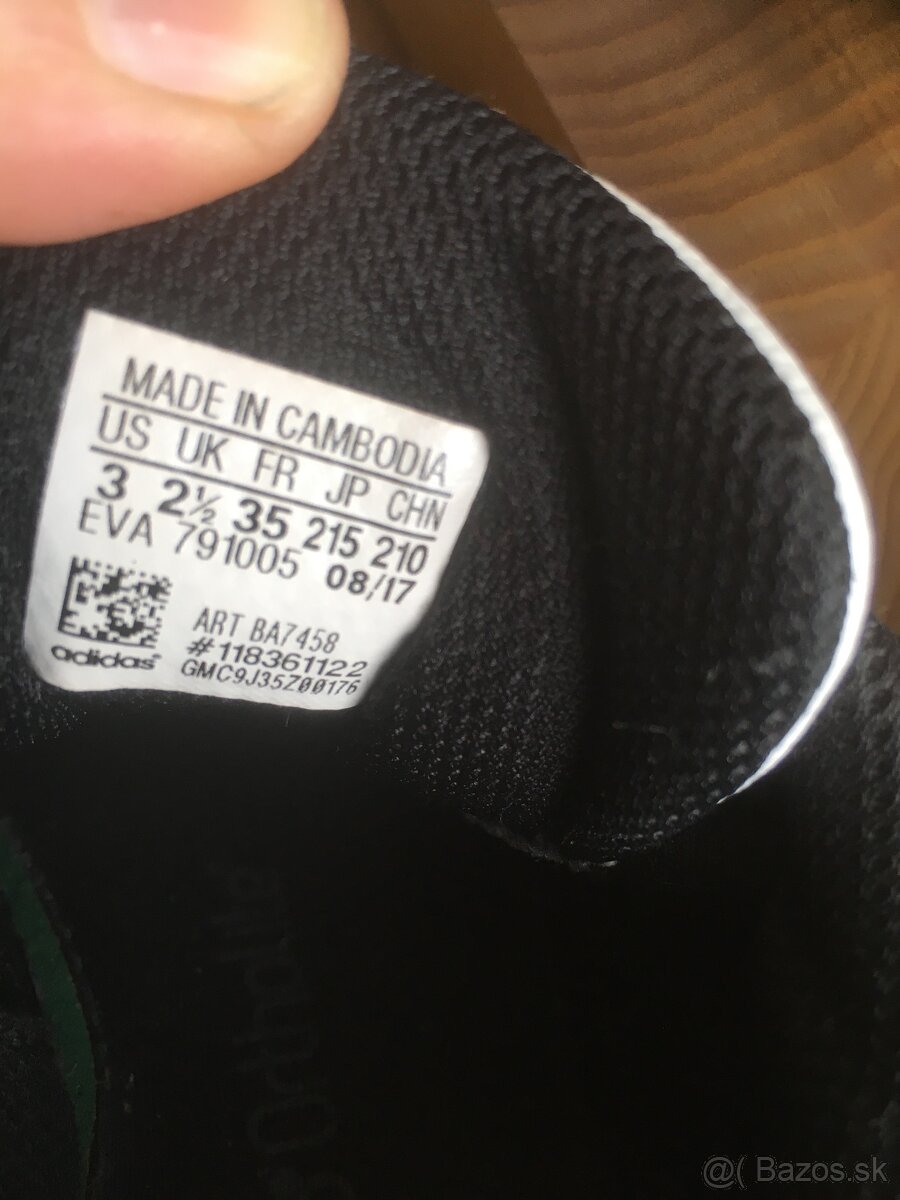 MADE IN CAMBODIA
US UK FR JP CHN
3 2½ 35 215 210
EVA 791005 08/17
ART BA7458
#118361122
GMC9J35Z00176
adidas
@( Bazos.sk